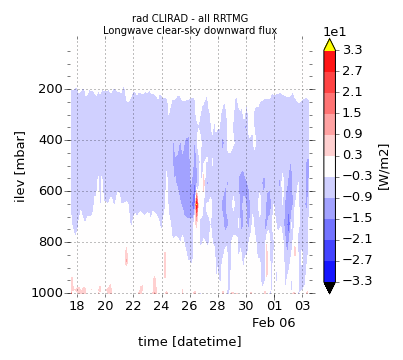 rad CLIRAD - all RRTMG
Longwave clear-sky downward flux
1e1
ilev [mbar]
200
400
600
800
1000
18 20 22 24 26 28 30 01 03
Feb 06
time [datetime]
3.3
2.7
2.1
1.5
0.9
0.3
−0.3
−0.9
−1.5
−2.1
−2.7
−3.3
[W/m2]